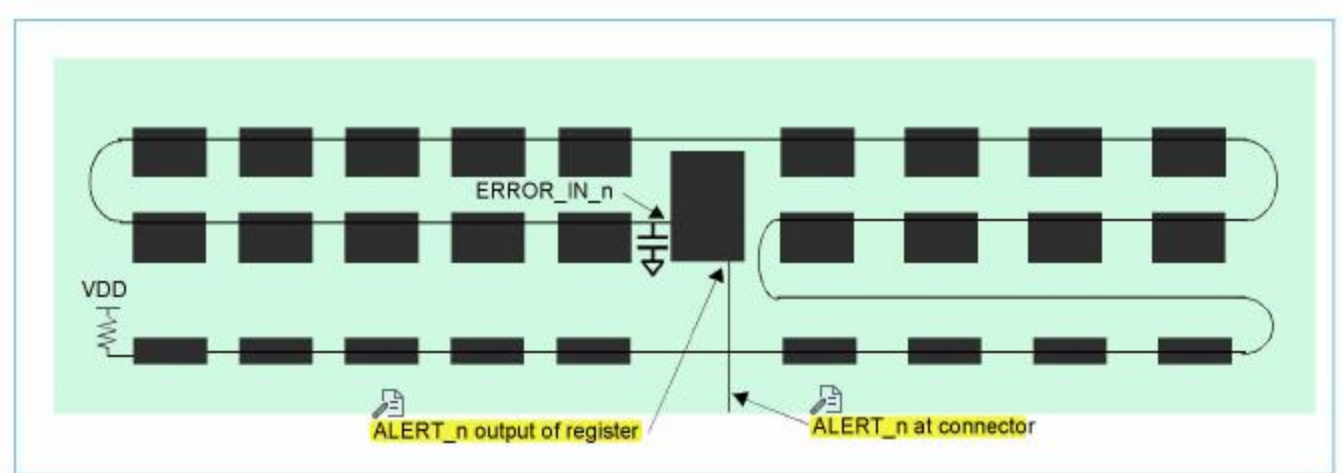 ERROR_IN_n
VDD
ALERT_n output of register
ALERT_n at connector